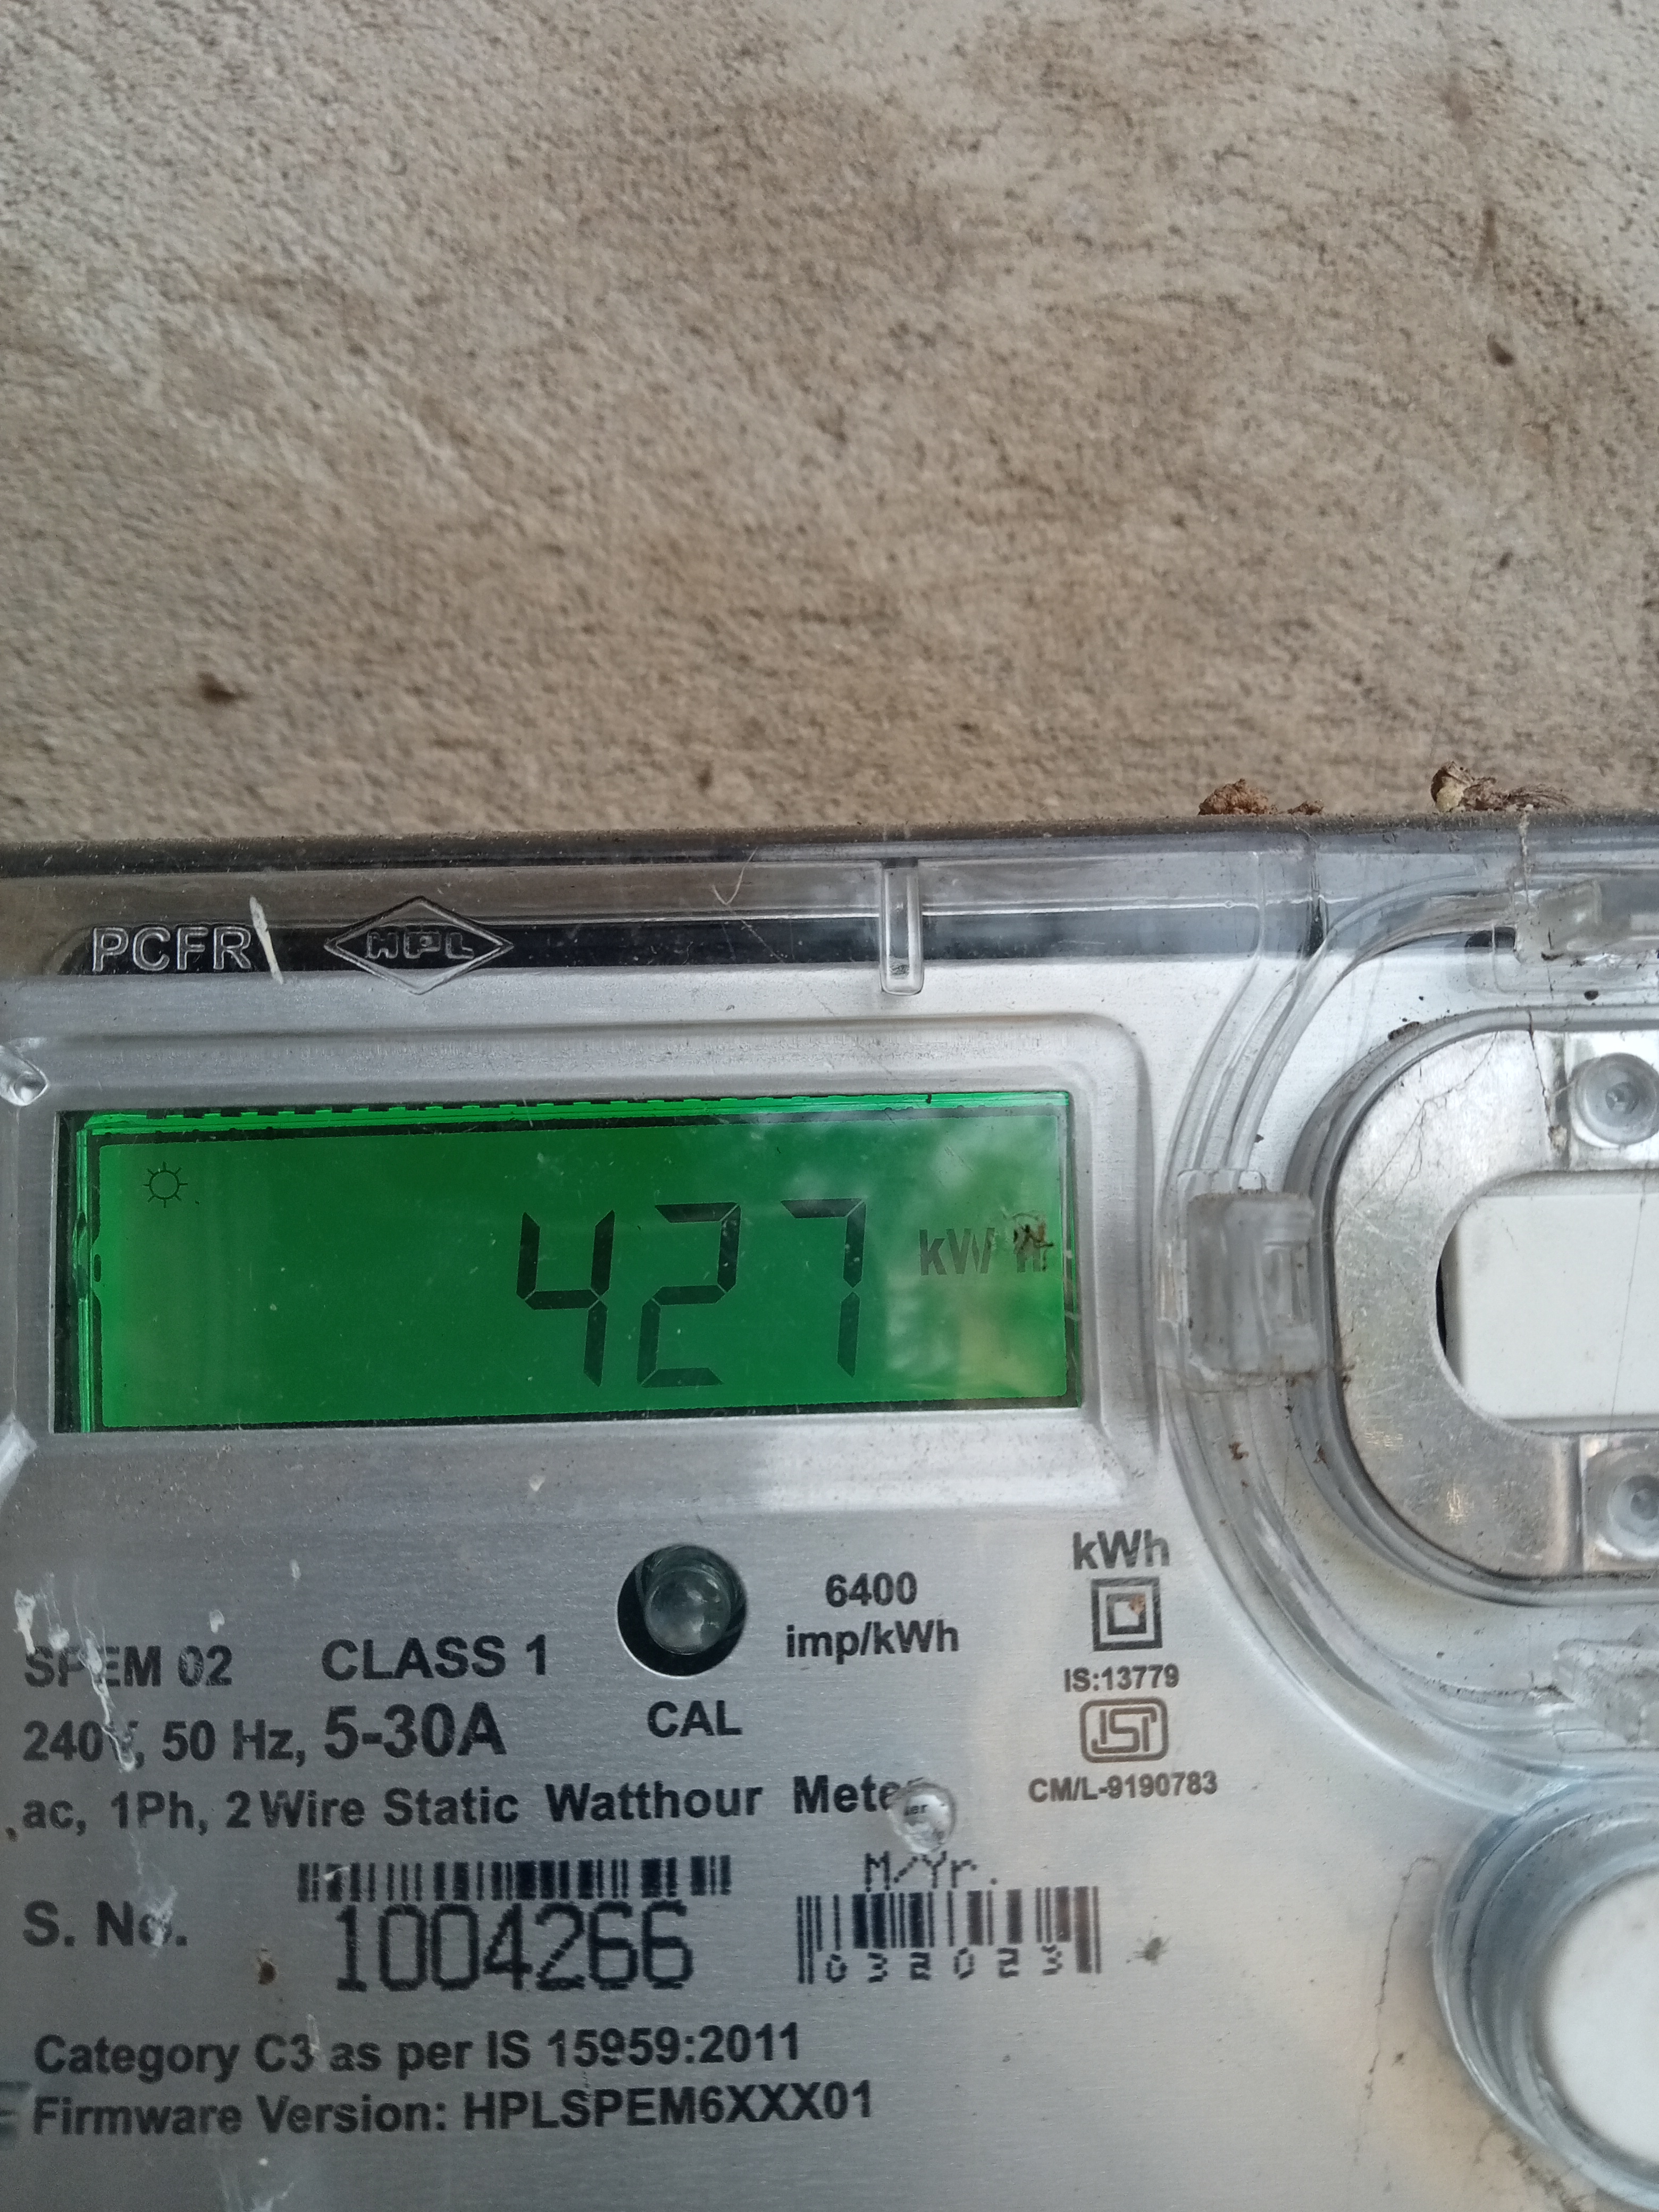 PCFR HPL
427 kWh
6400
imp/kWh
kWh
SPEM 02 CLASS 1
IS:13779
240V, 50 Hz, 5-30A
CAL
ISI
CM/L-9190783
ac, 1Ph, 2 Wire Static Watthour Meter
M/Yr.
S. No.
1004266
032023
Category C3 as per IS 15959:2011
Firmware Version: HPLSPEM6XXX01